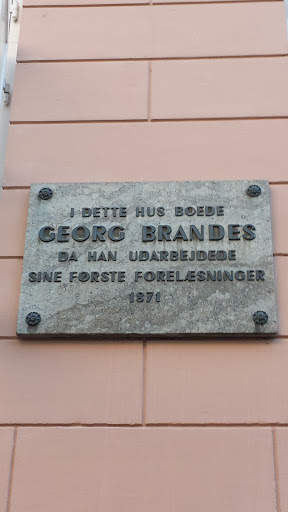 I DETTE HUS BOEDE
GEORG BRANDES
DA HAN UDARBEJDEDE
SINE FØRSTE FORELÆSNINGER
1871